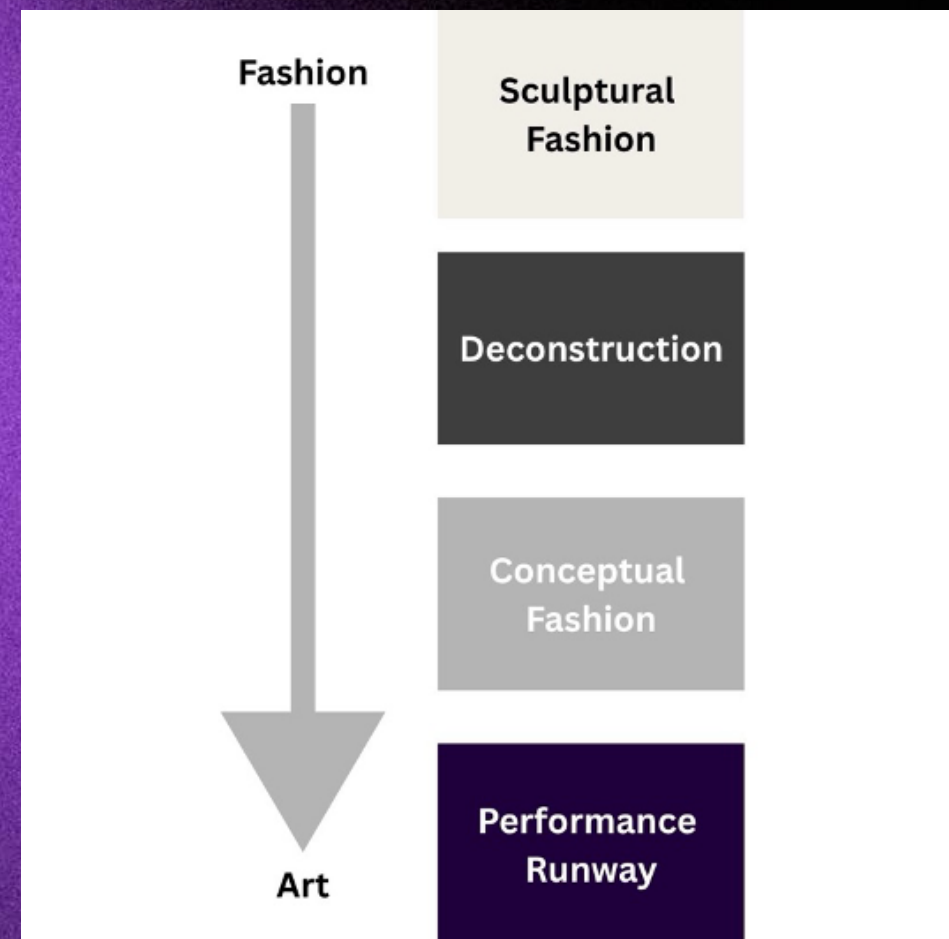 Fashion
Sculptural
Fashion
Deconstruction
Conceptual
Fashion
Performance
Runway
Art